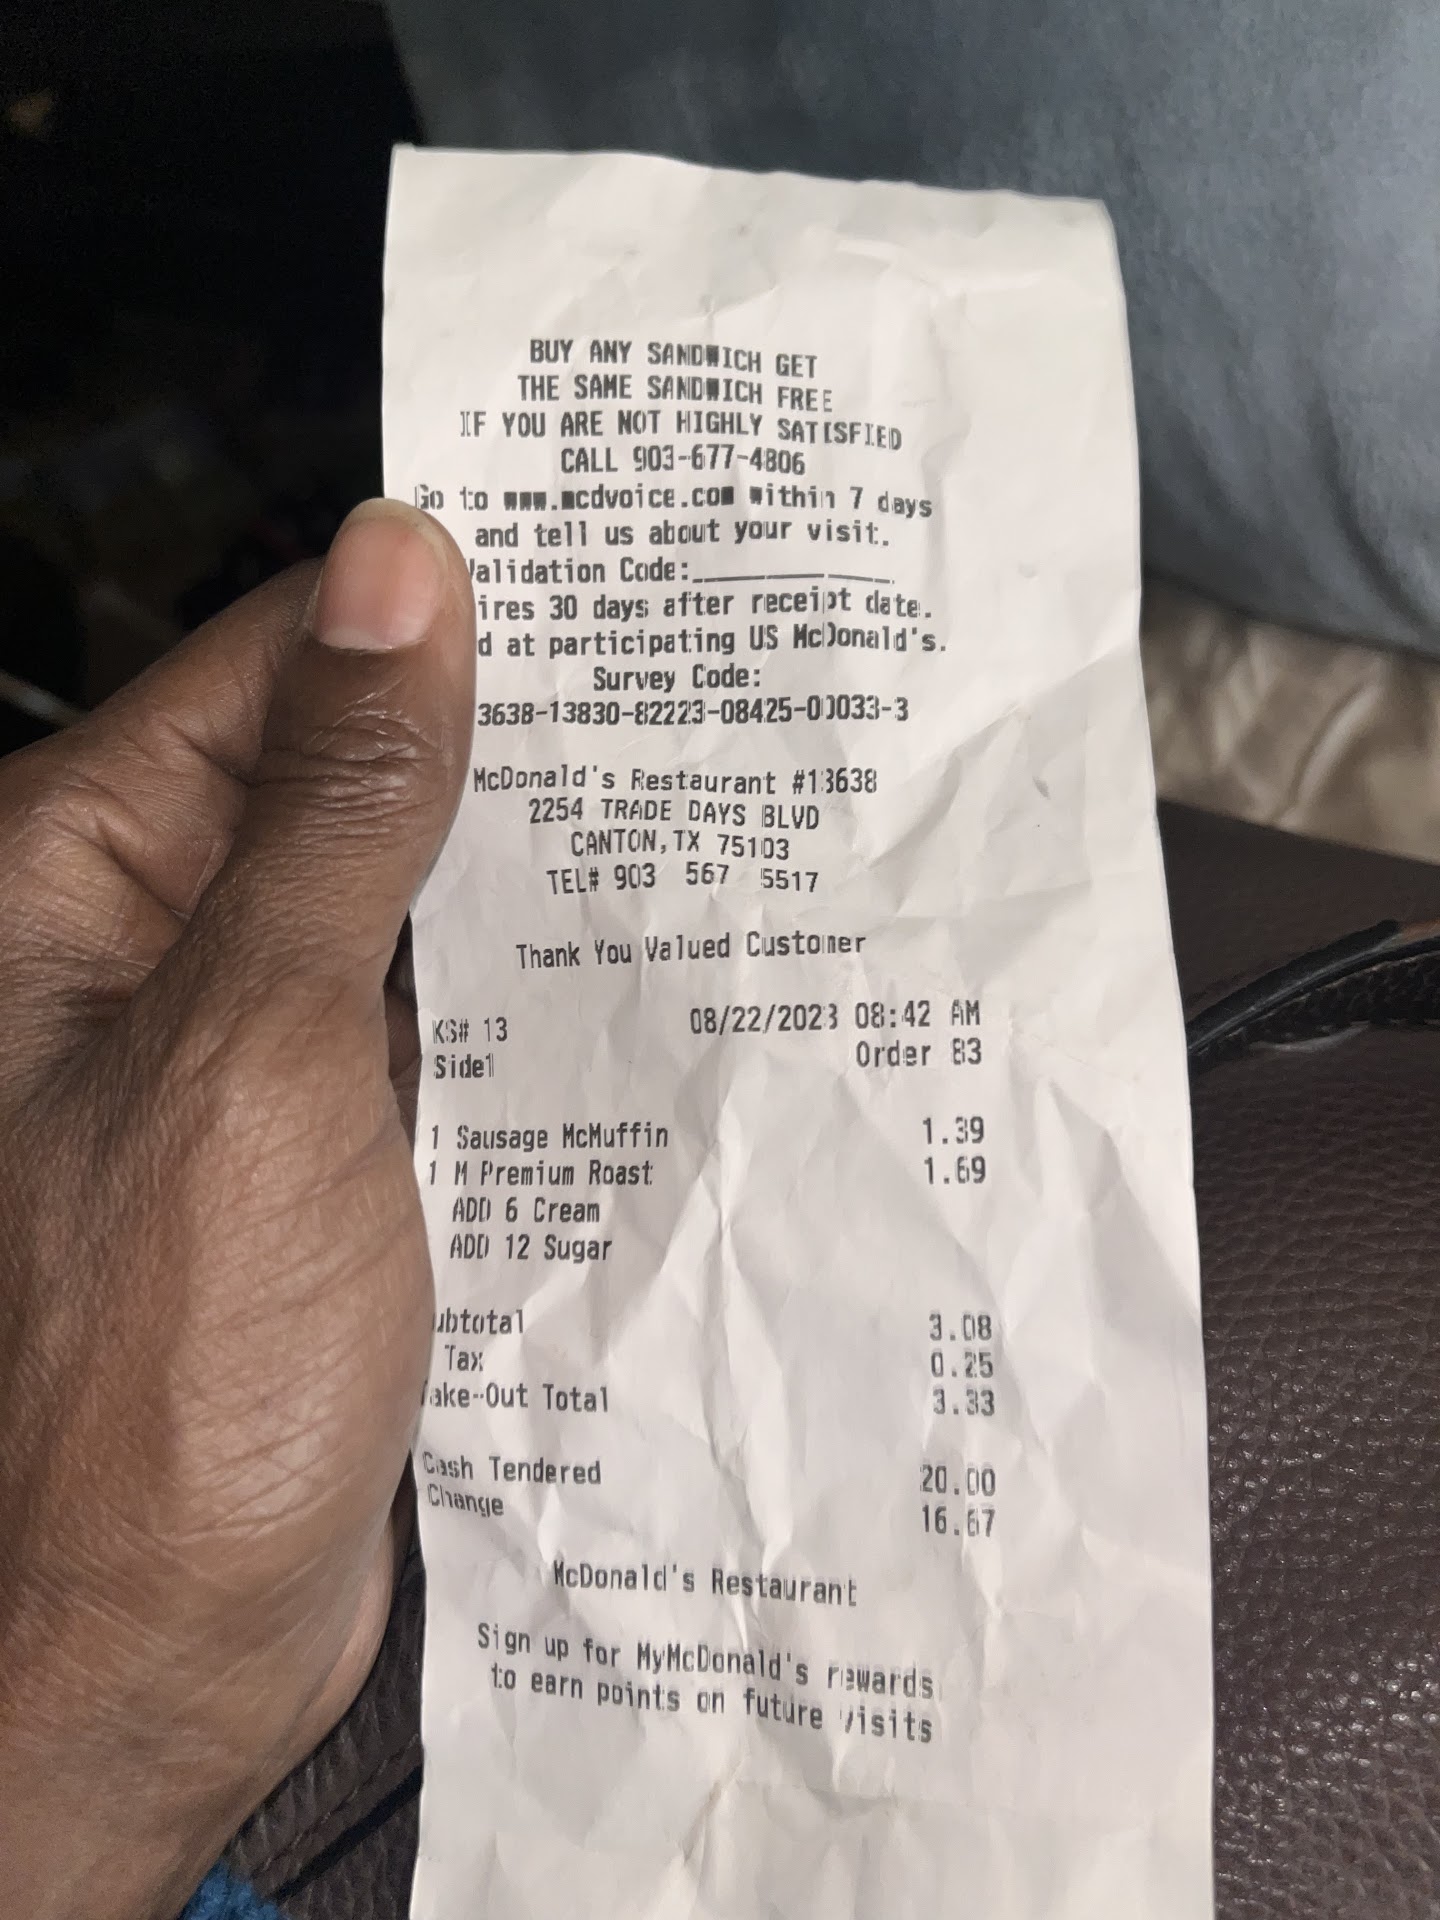 BUY ANY SANDWICH GET
THE SAME SANDWICH FREE
IF YOU ARE NOT HIGHLY SATISFIED
CALL 903-677-4806
Go to www.mcdvoice.com within 7 days
and tell us about your visit.
Validation Code:______________
ires 30 days after receipt date.
d at participating US McDonald's.
Survey Code:
3638-13830-82223-08425-00033-3
McDonald's Restaurant #13638
2254 TRADE DAYS BLVD
CANTON,TX 75103
TEL# 903 567 5517
Thank You Valued Customer
KS# 13 08/22/2023 08:42 AM
Side1 Order 83
1 Sausage McMuffin 1.39
1 M Premium Roast 1.69
ADD 6 Cream
ADD 12 Sugar
ubtotal 3.08
Tax 0.25
Take-Out Total 3.33
Cash Tendered 20.00
Change 16.67
McDonald's Restaurant
Sign up for MyMcDonald's rewards
to earn points on future visits